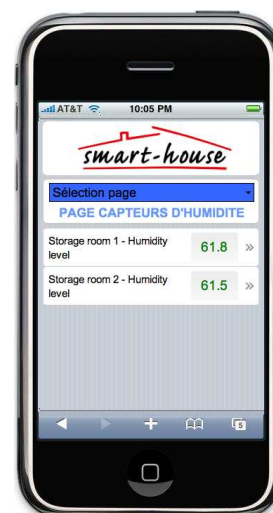 AT&T 10:05 PM
smart-house
Sélection page
PAGE CAPTEURS D'HUMIDITE
Storage room 1 - Humidity
level
61.8 »
Storage room 2 - Humidity
level
61.5 »
5